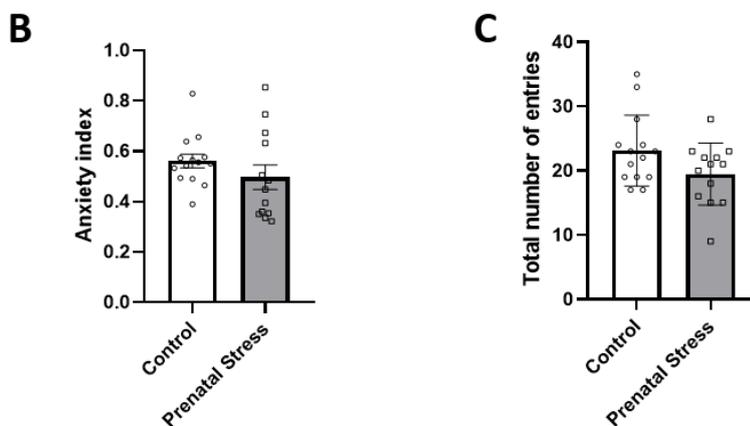 B
Anxiety index
1.0
0.8
0.6
0.4
0.2
0.0
Control
Prenatal Stress
C
Total number of entries
40
30
20
10
0
Control
Prenatal Stress